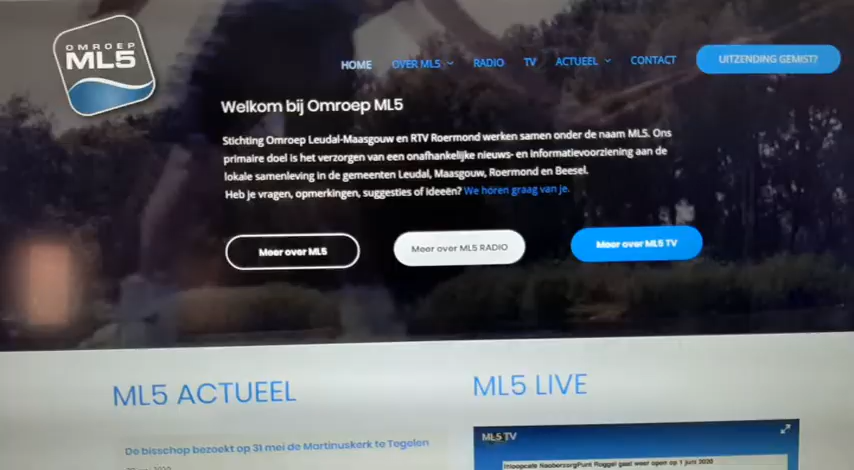 OMROEP
ML5
HOME OVER ML5 RADIO TV ACTUEEL CONTACT UITZENDING GEMIST?
Welkom bij Omroep ML5
Stichting Omroep Leudal-Maasgouw en RTV Roermond werken samen onder de naam ML5. Ons
primaire doel is het verzorgen van een onafhankelijke nieuws- en informatievoorziening aan de
lokale samenleving in de gemeenten Leudal, Maasgouw, Roermond en Beesel.
Heb je vragen, opmerkingen, suggesties of ideeën? We horen graag van je.
Meer over ML5 Meer over ML5 RADIO Meer over ML5 TV
ML5 ACTUEEL
ML5 LIVE
De bisschop bezoekt op 31 mei de Martinuskerk te Tegelen
ML5 TV
Inloopcafé NaoberzorgPunt Roggel gaat weer open op 1 juni 2020